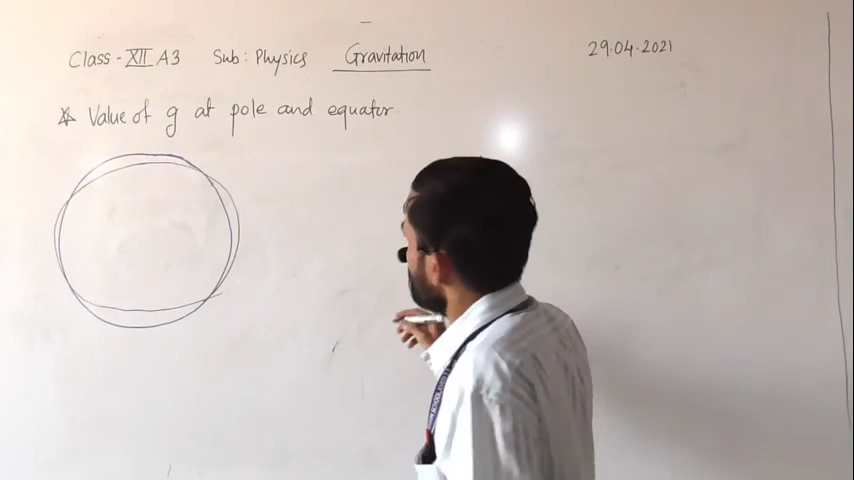 Class - XII A3 Sub: Physics Gravitation 29.04.2021
Value of g at pole and equator.